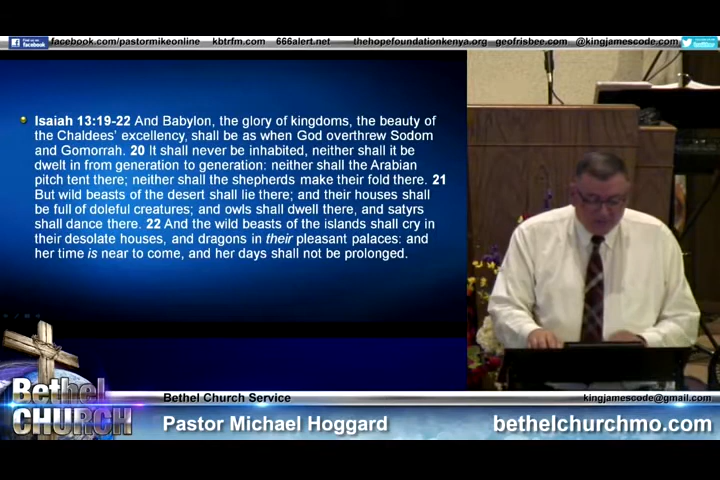 Find us on facebook facebook.com/pastormikeonline kbtrfm.com 666alert.net thehopefoundationkenya.org geofrisbee.com @kingjamescode.com twitter
Isaiah 13:19-22 And Babylon, the glory of kingdoms, the beauty of
the Chaldees' excellency, shall be as when God overthrew Sodom
and Gomorrah. 20 It shall never be inhabited, neither shall it be
dwelt in from generation to generation: neither shall the Arabian
pitch tent there; neither shall the shepherds make their fold there. 21
But wild beasts of the desert shall lie there; and their houses shall
be full of doleful creatures; and owls shall dwell there, and satyrs
shall dance there. 22 And the wild beasts of the islands shall cry in
their desolate houses, and dragons in their pleasant palaces: and
her time is near to come, and her days shall not be prolonged.
Bethel
CHURCH
Bethel Church Service
kingjamescode@gmail.com
Pastor Michael Hoggard
bethelchurchmo.com